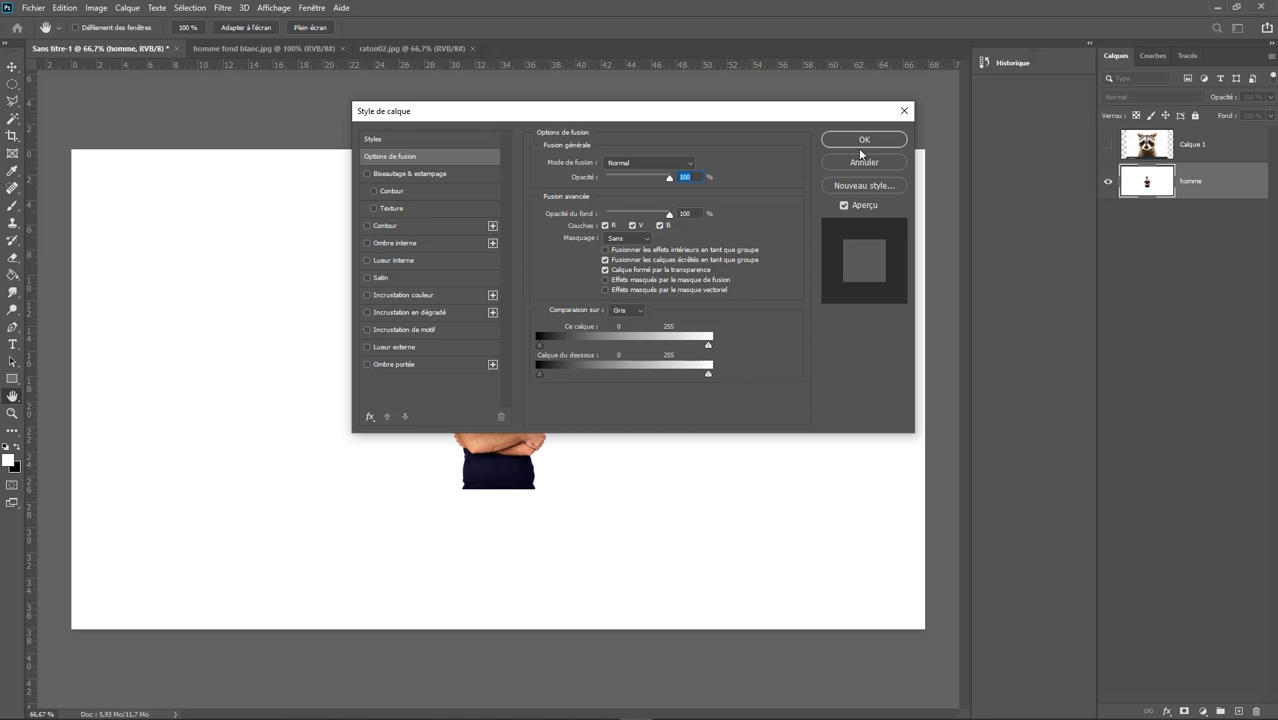 Fichier Edition Image Calque Texte Sélection Filtre 3D Affichage Fenêtre Aide
Défilement des fenêtres 100 % Adapter à l'écran Plein écran
Sans titre-1 @ 66,7% (homme, RVB/8#) * homme fond blanc.jpg @ 100% (RVB/8#) raton02.jpg @ 66,7% (RVB/8#)
Style de calque
Styles
Options de fusion
Biseautage & estampage
Contour
Texture
Contour
Ombre interne
Lueur interne
Satin
Incrustation couleur
Incrustation en dégradé
Incrustation de motif
Lueur externe
Ombre portée
fx
Options de fusion
Fusion générale
Mode de fusion : Normal
Opacité : 100 %
Fusion avancée
Opacité du fond : 100 %
Couches : R V B
Masquage : Sans
Fusionner les effets intérieurs en tant que groupe
Fusionner les calques écrêtés en tant que groupe
Calque formé par la transparence
Effets masqués par le masque de fusion
Effets masqués par le masque vectoriel
Comparaison sur : Gris
Ce calque : 0 255
Calque du dessous : 0 255
OK
Annuler
Nouveau style...
Aperçu
Historique
Calques Couches Tracés
Type
Normal Opacité : 100 %
Verrou : Fond : 100 %
Calque 1
homme
66,67 % Doc : 5,93 Mo/11,7 Mo